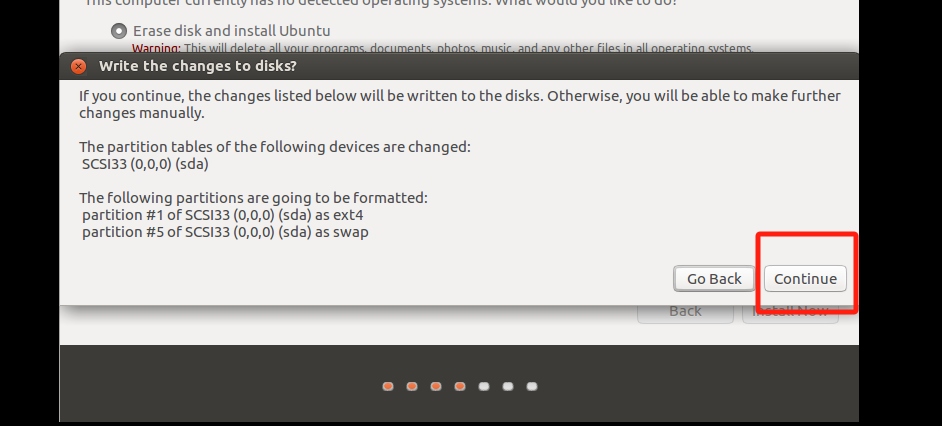 This computer currently has no detected operating systems. What would you like to do?
Erase disk and install Ubuntu
Warning: This will delete all your programs, documents, photos, music, and any other files in all operating systems.
Write the changes to disks?
If you continue, the changes listed below will be written to the disks. Otherwise, you will be able to make further
changes manually.
The partition tables of the following devices are changed:
SCSI33 (0,0,0) (sda)
The following partitions are going to be formatted:
partition #1 of SCSI33 (0,0,0) (sda) as ext4
partition #5 of SCSI33 (0,0,0) (sda) as swap
Go Back
Continue
Back
Install Now